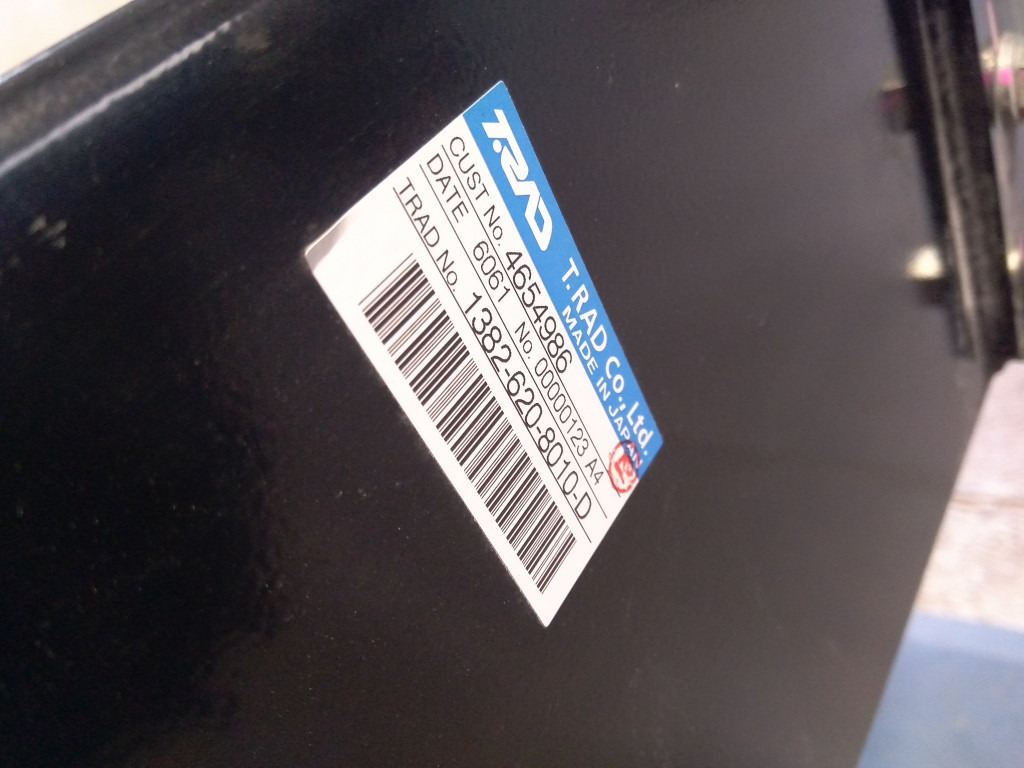 T.RAD
T.RAD Co., Ltd.
MADE IN JAPAN
CUST No. 4654986
DATE 6061 No. 00000123 A4
TRAD No. 1382-620-8010-D